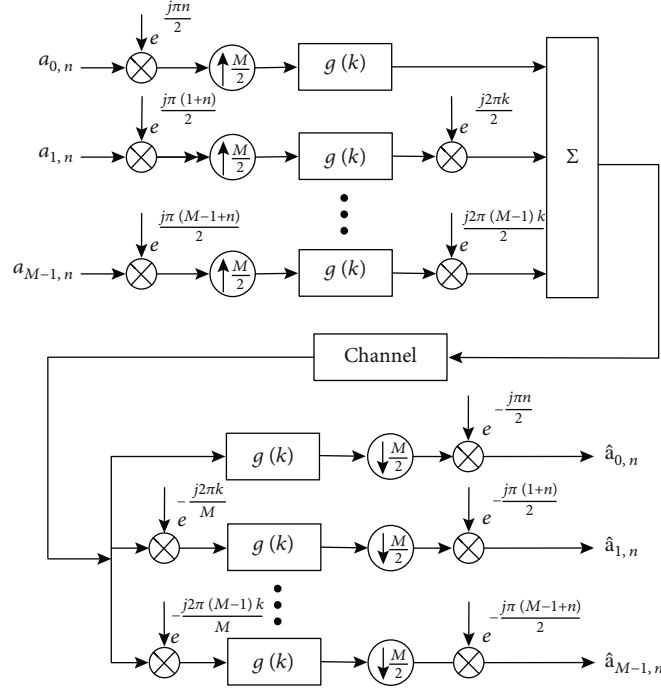 e^{jπn/2}
a_{0, n} ↑ M/2 g (k)
e^{jπ (1+n)/2} e^{j2πk/2}
a_{1, n} ↑ M/2 g (k) Σ
e^{jπ (M−1+n)/2} e^{j2π (M−1) k/2}
a_{M−1, n} ↑ M/2 g (k)
Channel
e^{−jπn/2}
g (k) ↓ M/2 â_{0, n}
e^{−j2πk/M} e^{−jπ (1+n)/2}
g (k) ↓ M/2 â_{1, n}
e^{−j2π (M−1) k/M} e^{−jπ (M−1+n)/2}
g (k) ↓ M/2 â_{M−1, n}